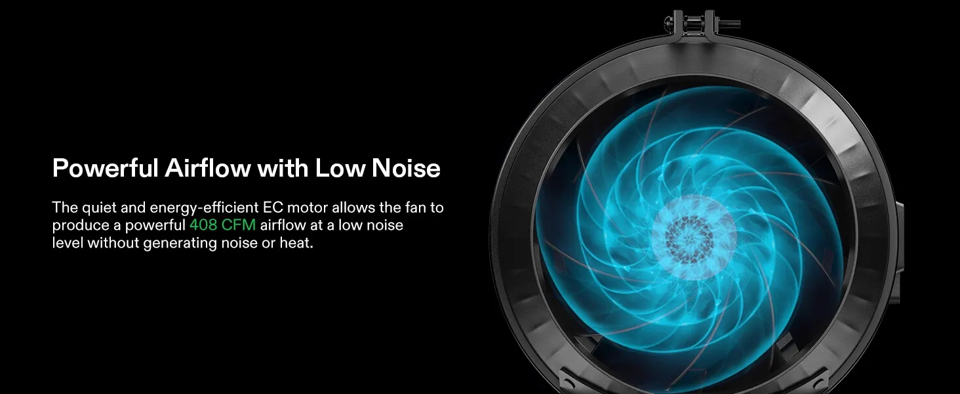 Powerful Airflow with Low Noise
The quiet and energy-efficient EC motor allows the fan to
produce a powerful 408 CFM airflow at a low noise
level without generating noise or heat.